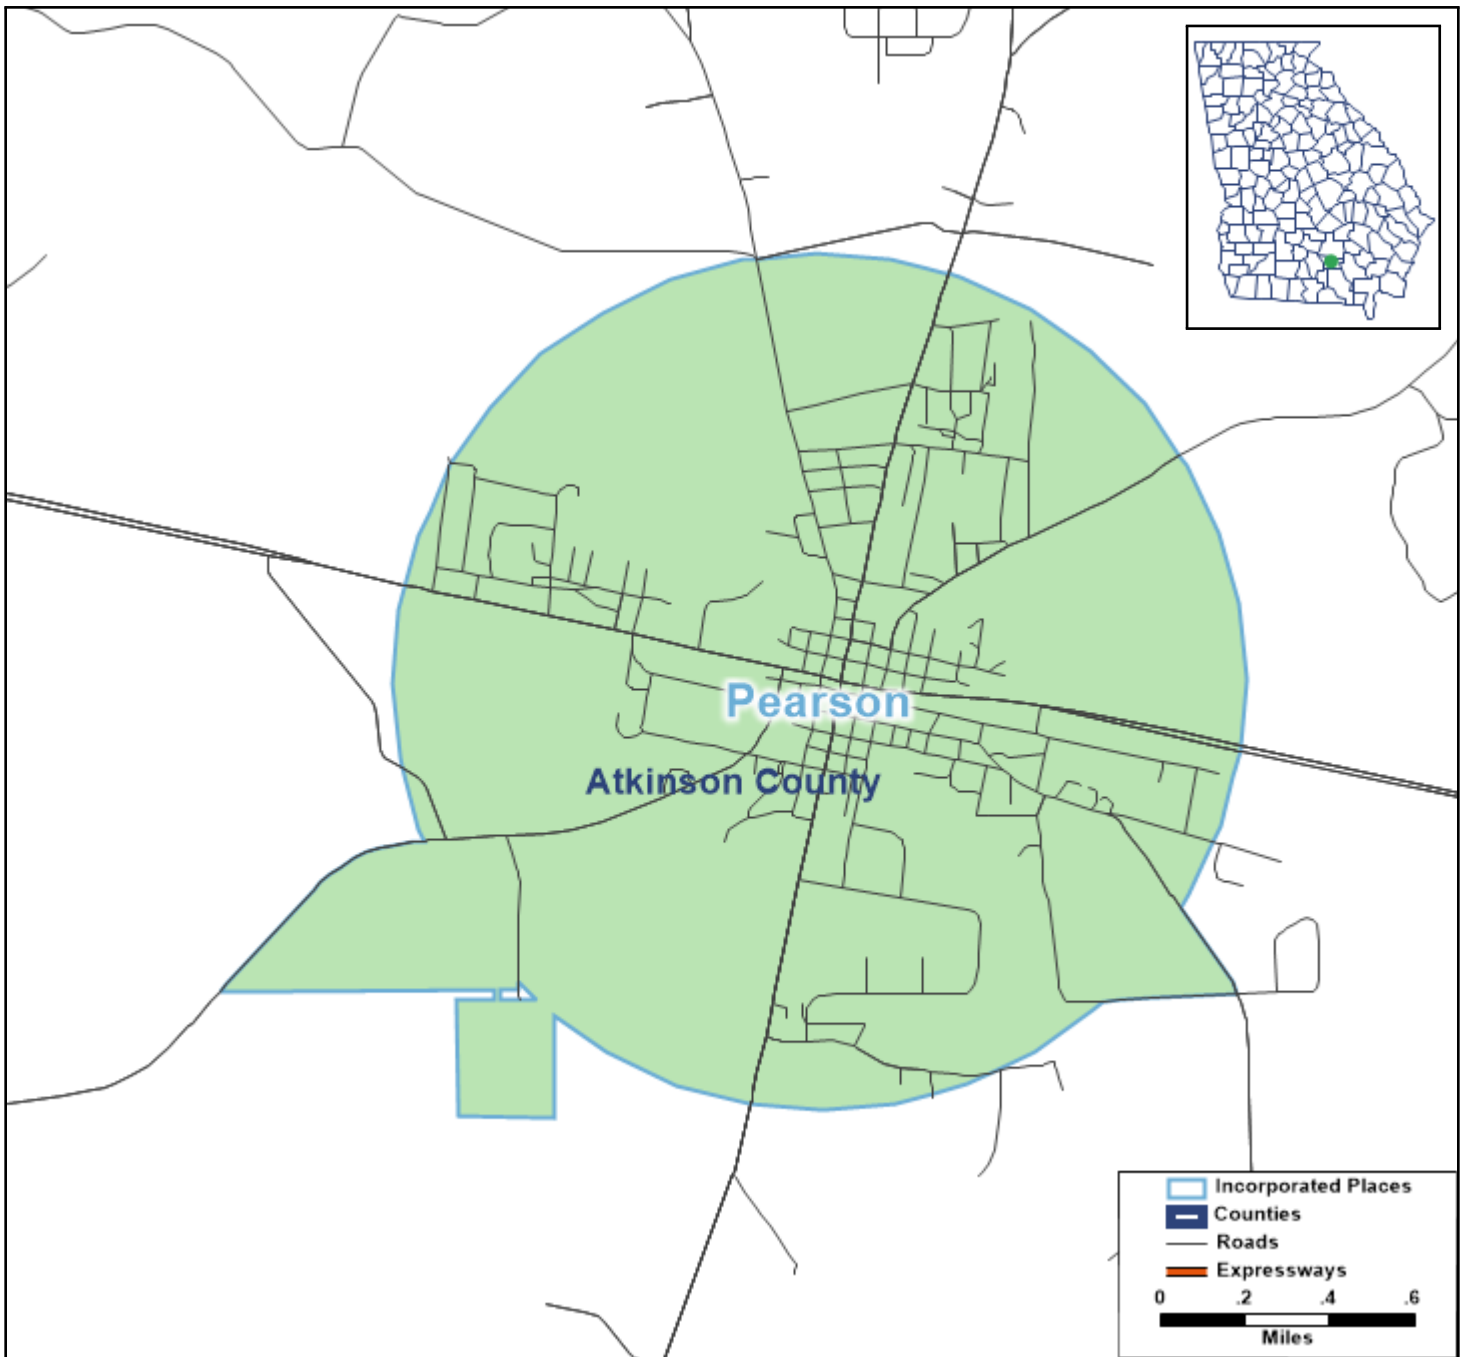 Pearson
Atkinson County
Incorporated Places
Counties
Roads
Expressways
0 .2 .4 .6
Miles